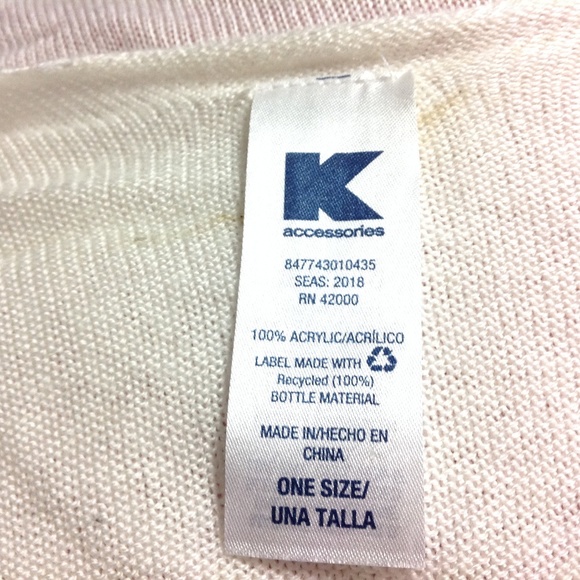 K
accessories
847743010435
SEAS: 2018
RN 42000
100% ACRYLIC/ACRÍLICO
LABEL MADE WITH
Recycled (100%)
BOTTLE MATERIAL
MADE IN/HECHO EN
CHINA
ONE SIZE/
UNA TALLA